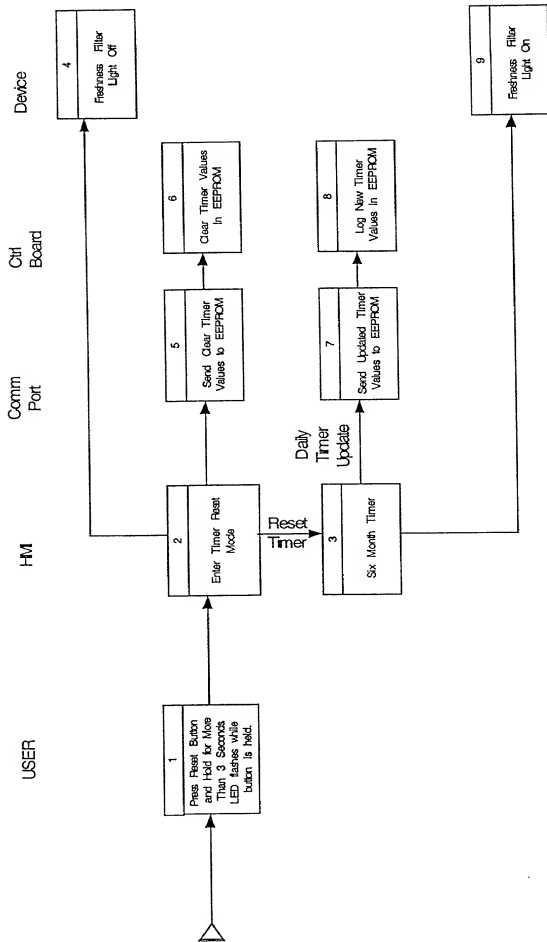 USER
HMI
Comm
Port
Ctrl
Board
Device
1
Press Reset Button
and Hold for More
Than 3 Seconds
LED flashes while
button is held.
2
Enter Timer Reset
Mode
Reset
Timer
3
Six Month Timer
Daily
Timer
Update
4
Freshness Filter
Light Off
5
Send Clear Timer
Values to EEPROM
6
Clear Timer Values
In EEPROM
7
Send Updated Timer
Values to EEPROM
8
Log New Timer
Values In EEPROM
9
Freshness Filter
Light On